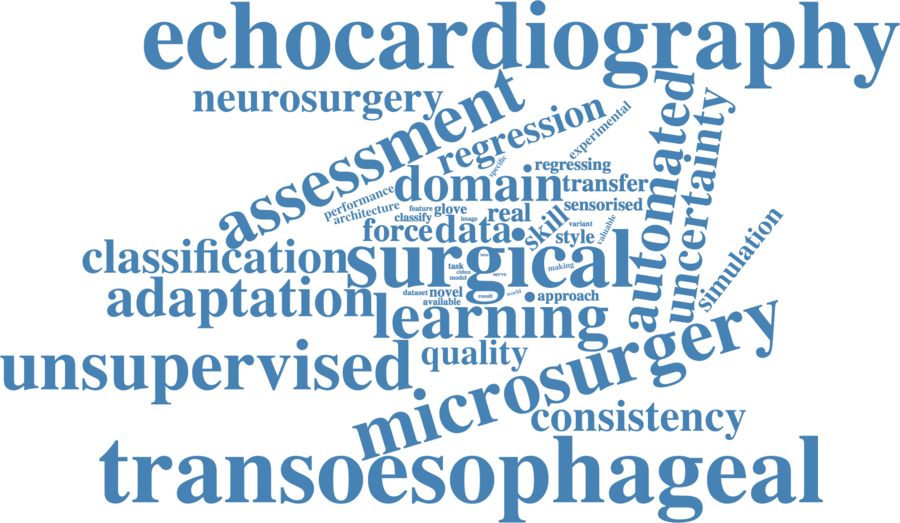 echocardiography
neurosurgery
assessment
regression
experimental
specific
automated
uncertainty
regressing
domain
transfer
performance
architecture
sensorised
feature
glove
image
real
classify
skill
variant
valuable
force
data
style
simulation
classification
surgical
task
making
cldnn
serve
model
adaptation
dataset
novel
result
world
approach
available
learning
unsupervised
quality
microsurgery
consistency
transoesophageal